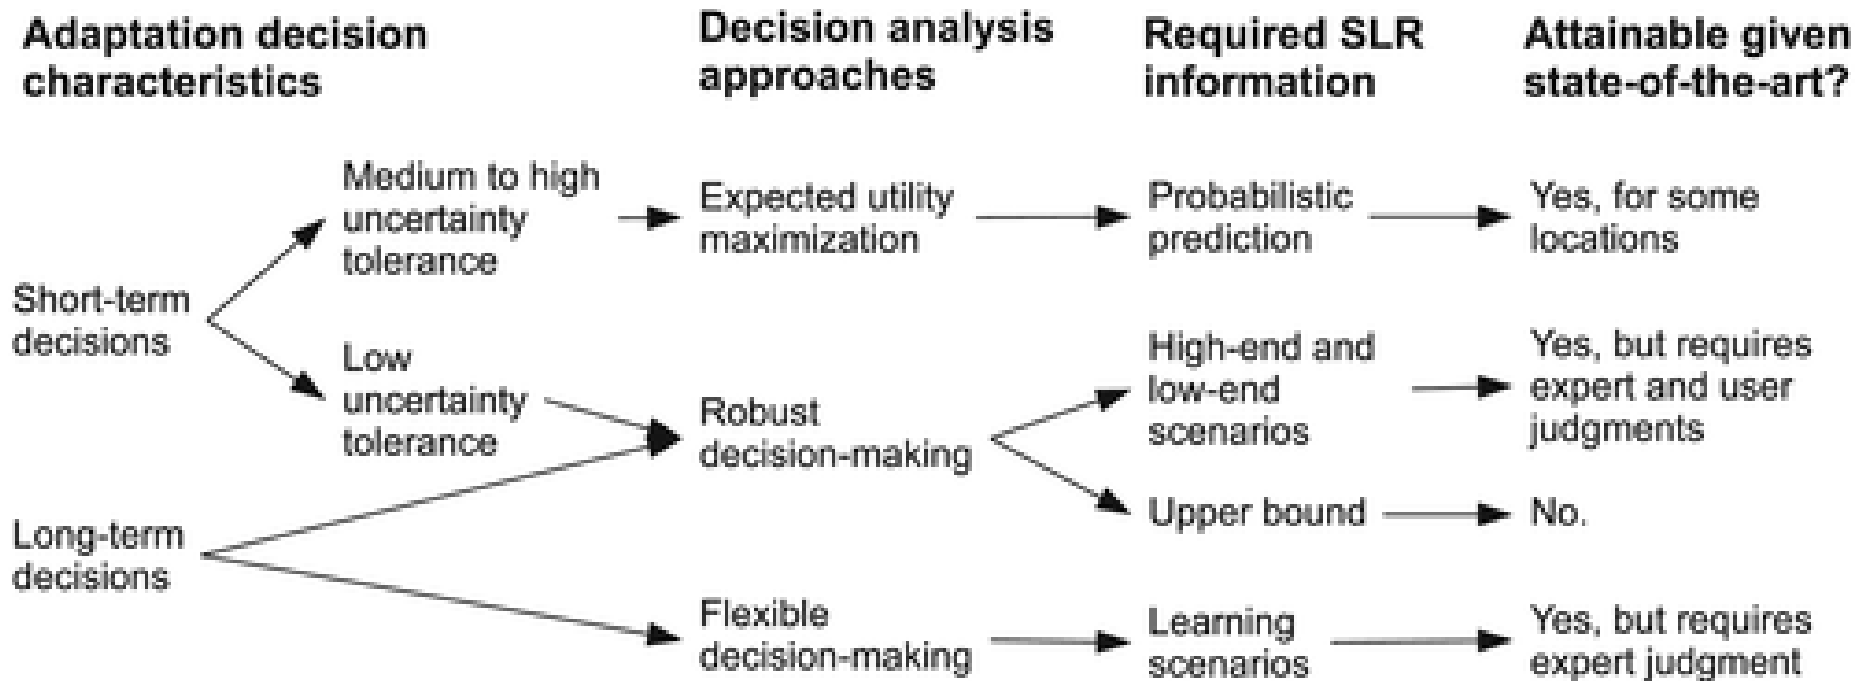 Adaptation decision
characteristics
Decision analysis
approaches
Required SLR
information
Attainable given
state-of-the-art?
Short-term
decisions
Medium to high
uncertainty
tolerance
Expected utility
maximization
Probabilistic
prediction
Yes, for some
locations
Low
uncertainty
tolerance
Robust
decision-making
High-end and
low-end
scenarios
Yes, but requires
expert and user
judgments
Upper bound
No.
Long-term
decisions
Flexible
decision-making
Learning
scenarios
Yes, but requires
expert judgment